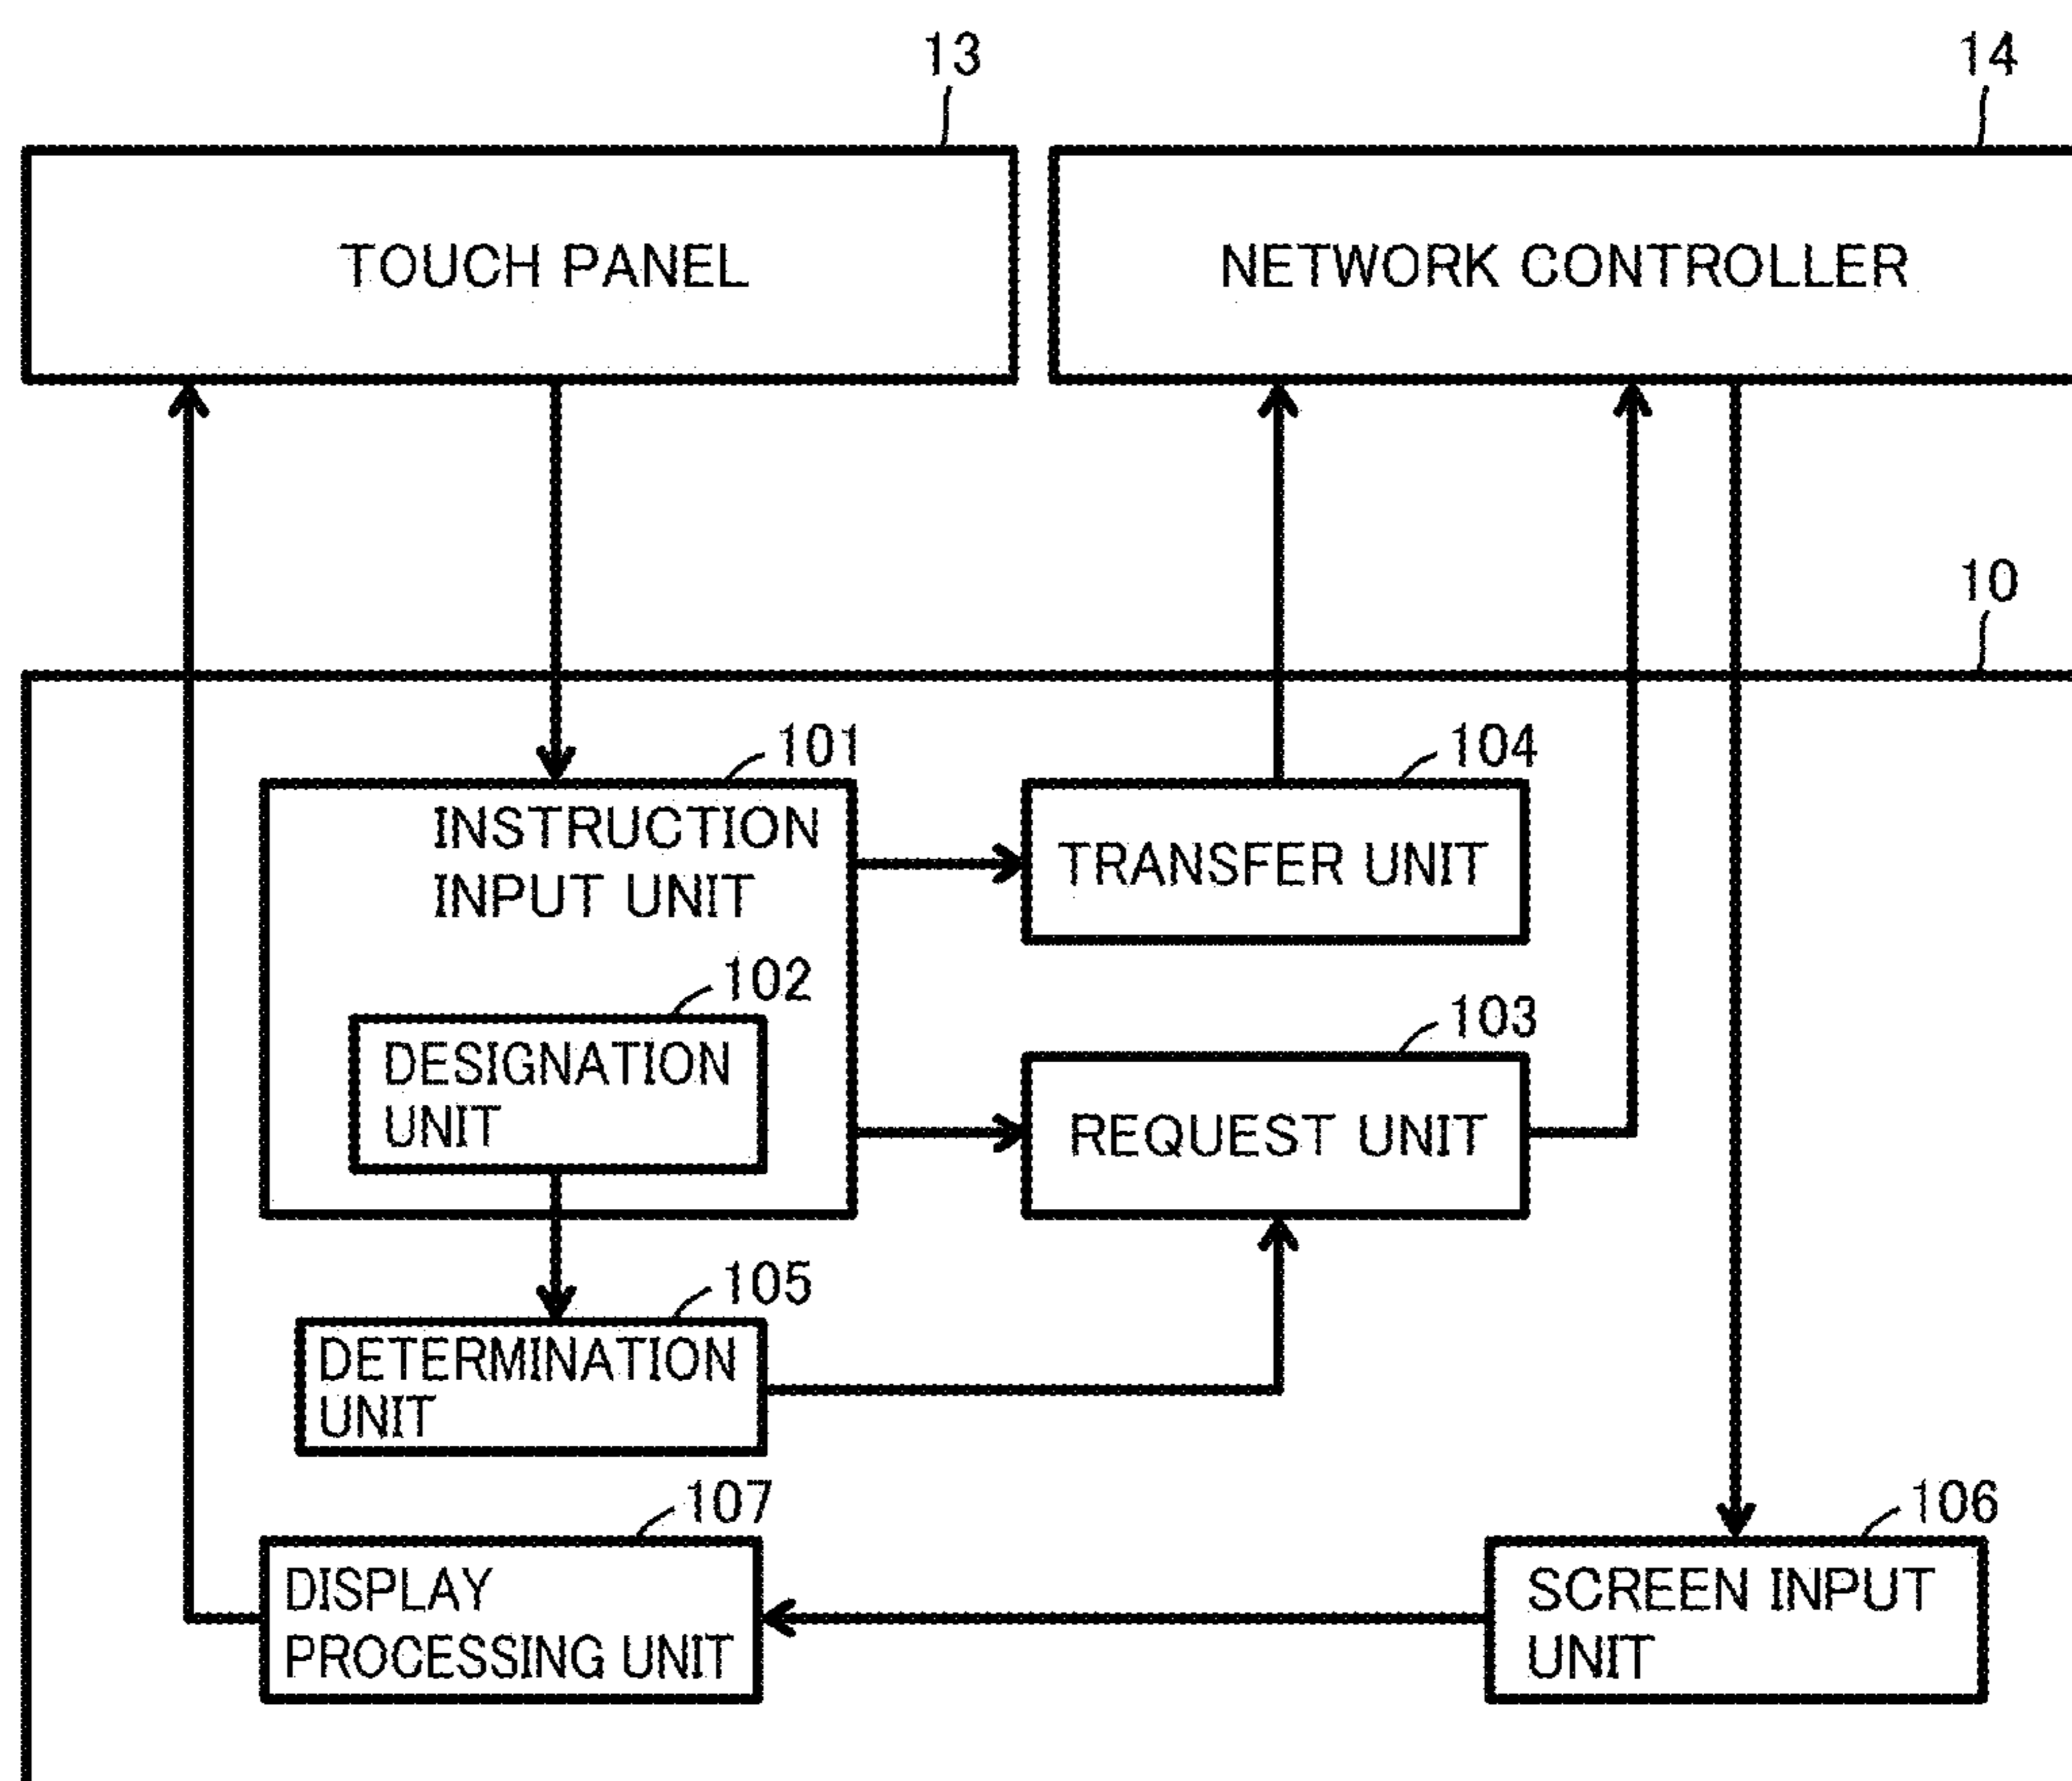 13
14
TOUCH PANEL
NETWORK CONTROLLER
10
101
104
INSTRUCTION
INPUT UNIT
TRANSFER UNIT
102
103
DESIGNATION
UNIT
REQUEST UNIT
105
DETERMINATION
UNIT
107
106
DISPLAY
PROCESSING UNIT
SCREEN INPUT
UNIT